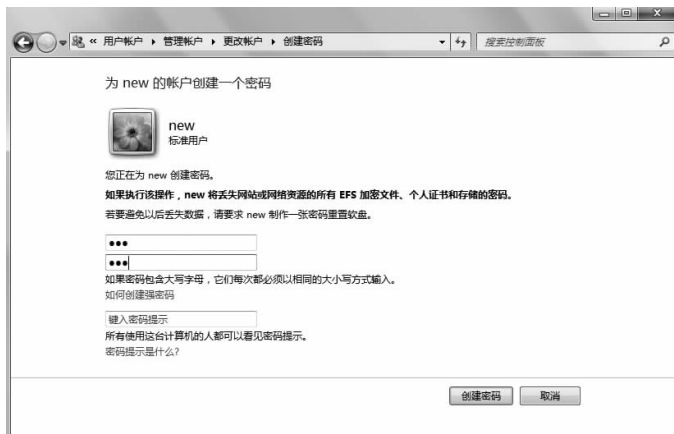 « 用户帐户 ▸ 管理帐户 ▸ 更改帐户 ▸ 创建密码
搜索控制面板
为 new 的帐户创建一个密码
new
标准用户
您正在为 new 创建密码。
如果执行该操作，new 将丢失网站或网络资源的所有 EFS 加密文件、个人证书和存储的密码。
若要避免以后丢失数据，请要求 new 制作一张密码重置软盘。
●●●
●●●
如果密码包含大写字母，它们每次都必须以相同的大小写方式输入。
如何创建强密码
键入密码提示
所有使用这台计算机的人都可以看见密码提示。
密码提示是什么?
创建密码
取消